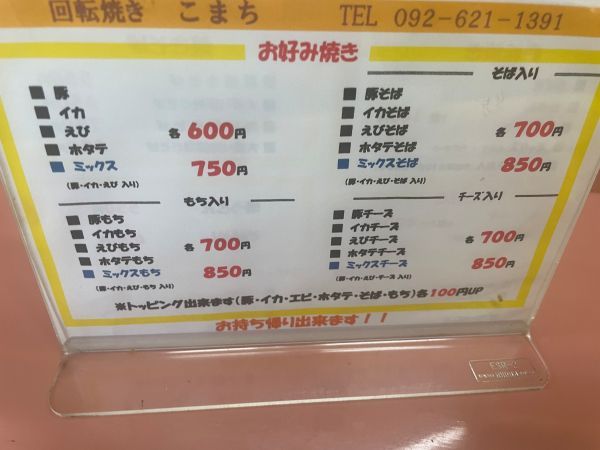 回転焼き こまち TEL 092-621-1391
お好み焼き
■豚
■イカ
■えび 各600円
■ホタテ
■ミックス 750円
(豚・イカ・えび 入り)
そば入り
■豚そば
■イカそば
■えびそば 各700円
■ホタテそば
■ミックスそば 850円
(豚・イカ・えび・そば 入り)
もち入り
■豚もち
■イカもち
■えびもち 各700円
■ホタテもち
■ミックスもち 850円
(豚・イカ・えび・もち 入り)
チーズ入り
■豚チーズ
■イカチーズ
■えびチーズ 各700円
■ホタテチーズ
■ミックスチーズ 850円
(豚・イカ・えび・チーズ 入り)
※トッピング出来ます(豚・イカ・エビ・ホタテ・そば・もち)各100円UP
お持ち帰り出来ます!!